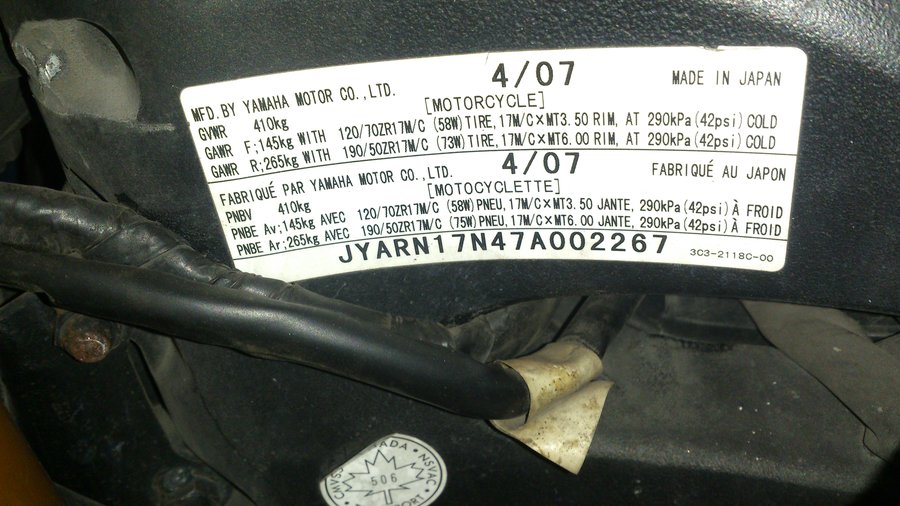 4/07 MADE IN JAPAN
MFD. BY YAMAHA MOTOR CO., LTD. [MOTORCYCLE]
GVWR 410kg
GAWR F;145kg WITH 120/70ZR17M/C (58W) TIRE, 17M/C×MT3.50 RIM, AT 290kPa (42psi) COLD
GAWR R;265kg WITH 190/50ZR17M/C (73W) TIRE, 17M/C×MT6.00 RIM, AT 290kPa (42psi) COLD
4/07 FABRIQUÉ AU JAPON
FABRIQUÉ PAR YAMAHA MOTOR CO., LTD. [MOTOCYCLETTE]
PNBV 410kg
PNBE Av;145kg AVEC 120/70ZR17M/C (58W) PNEU, 17M/C×MT3.50 JANTE, 290kPa (42psi) À FROID
PNBE Ar;265kg AVEC 190/50ZR17M/C (75W) PNEU, 17M/C×MT6.00 JANTE, 290kPa (42psi) À FROID
JYARN17N47A002267 3C3-2118C-00
NSVAC
506